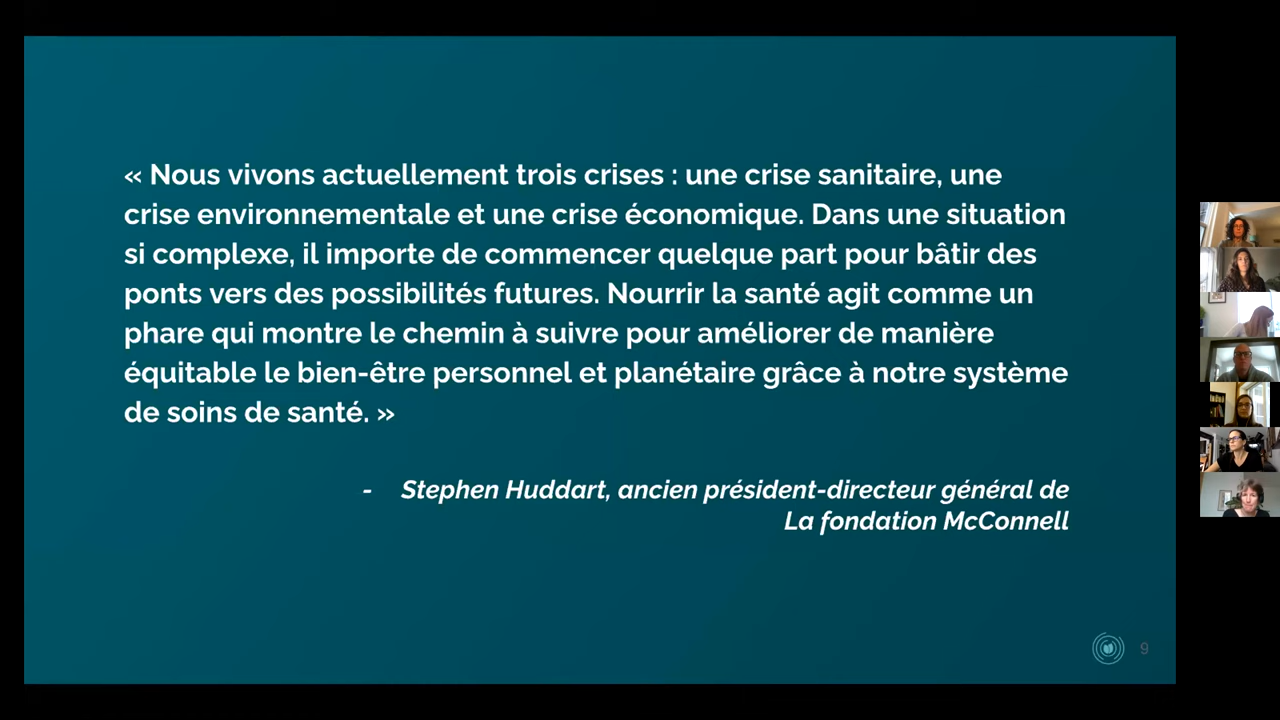 « Nous vivons actuellement trois crises : une crise sanitaire, une
crise environnementale et une crise économique. Dans une situation
si complexe, il importe de commencer quelque part pour bâtir des
ponts vers des possibilités futures. Nourrir la santé agit comme un
phare qui montre le chemin à suivre pour améliorer de manière
équitable le bien-être personnel et planétaire grâce à notre système
de soins de santé. »
- Stephen Huddart, ancien président-directeur général de
La fondation McConnell
9